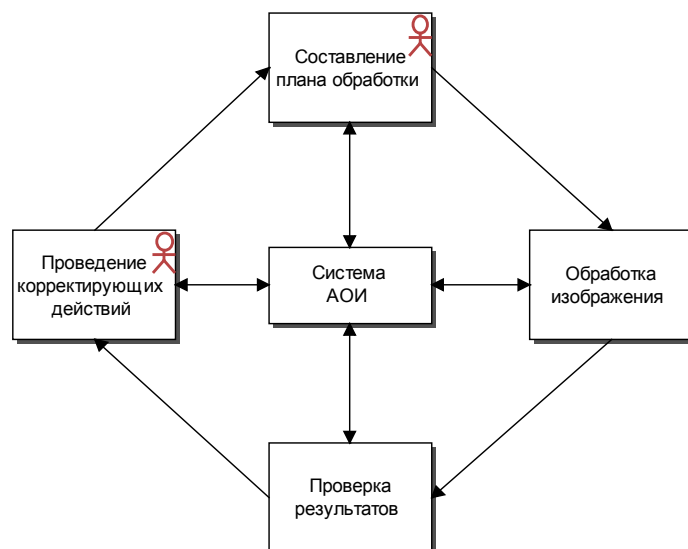 Составление
плана обработки
Проведение
корректирующих
действий
Система
АОИ
Обработка
изображения
Проверка
результатов